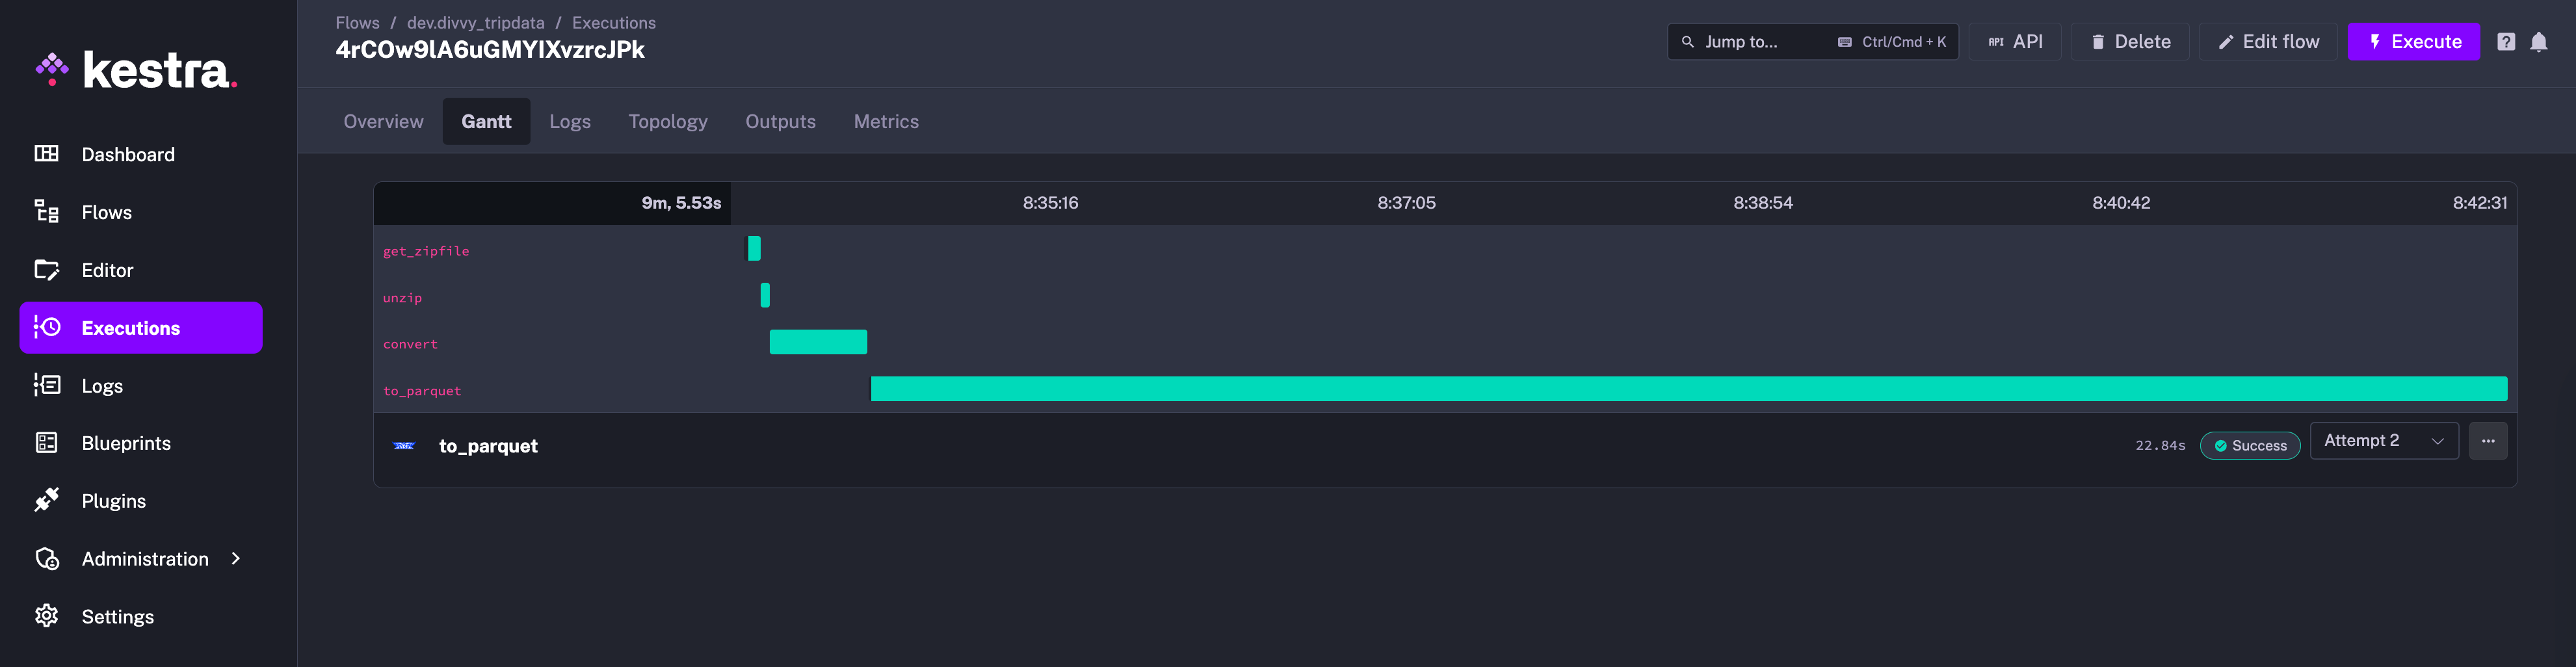 kestra.
Dashboard
Flows
Editor
Executions
Logs
Blueprints
Plugins
Administration
Settings
Flows / dev.divvy_tripdata / Executions
4rCOw9lA6uGMYIXvzrcJPk
Jump to... Ctrl/Cmd + K
API API
Delete
Edit flow
Execute
?
Overview Gantt Logs Topology Outputs Metrics
9m, 5.53s 8:35:16 8:37:05 8:38:54 8:40:42 8:42:31
get_zipfile
unzip
convert
to_parquet
to_parquet 22.84s Success Attempt 2